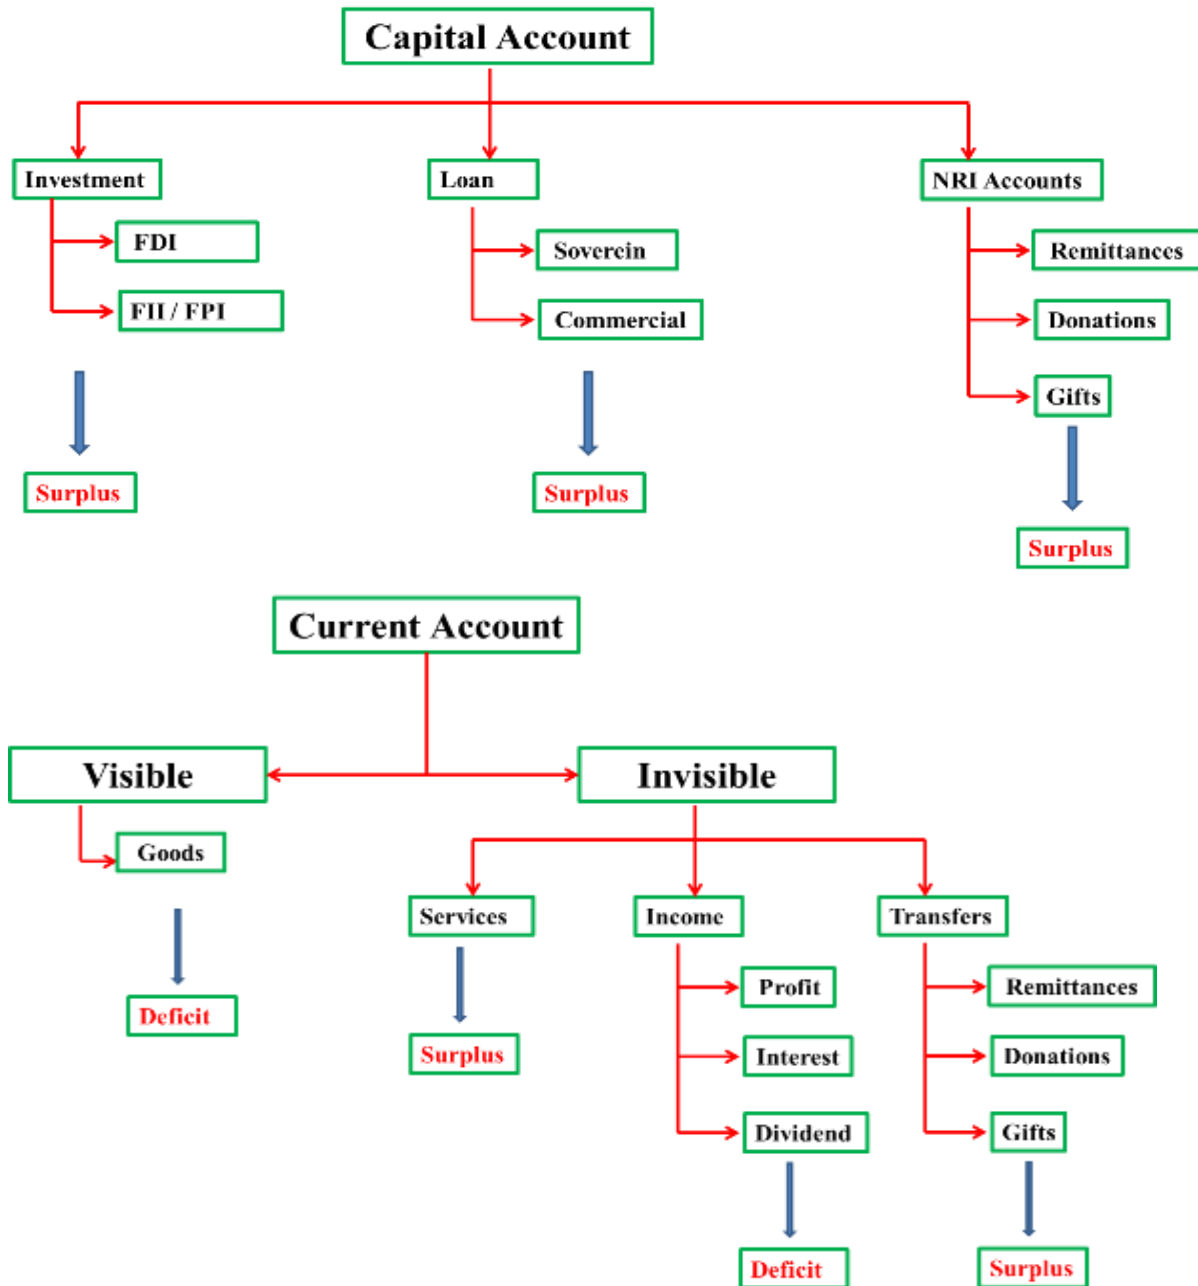 Capital Account
Investment
Loan
NRI Accounts
FDI
Soverein
Remittances
FII / FPI
Commercial
Donations
Gifts
Surplus
Surplus
Surplus
Current Account
Visible
Invisible
Goods
Services
Income
Transfers
Profit
Remittances
Deficit
Surplus
Interest
Donations
Dividend
Gifts
Deficit
Surplus